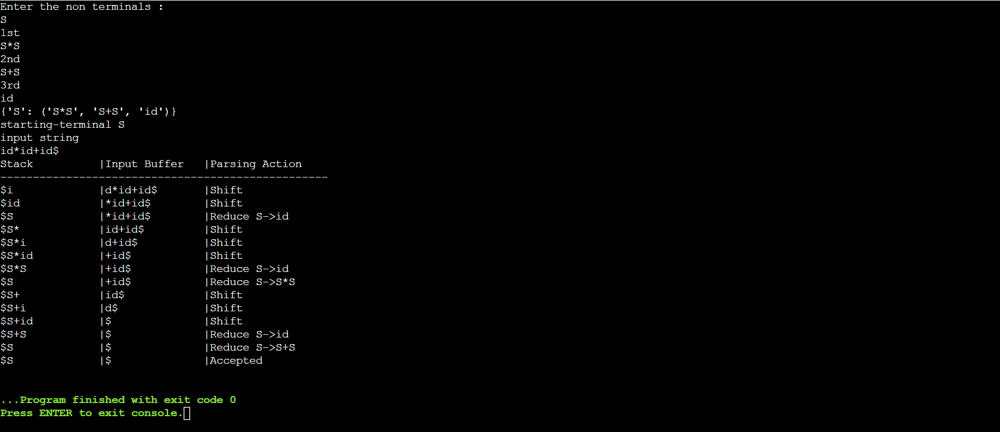 Enter the non terminals :
S
1st
S*S
2nd
S+S
3rd
id
{'S': ('S*S', 'S+S', 'id')}
starting-terminal S
input string
id*id+id$
Stack          |Input Buffer   |Parsing Action
--------------------------------------------------
$i             |d*id+id$       |Shift
$id            |*id+id$        |Shift
$S             |*id+id$        |Reduce S->id
$S*            |id+id$         |Shift
$S*i           |d+id$          |Shift
$S*id          |+id$           |Shift
$S*S           |+id$           |Reduce S->id
$S             |+id$           |Reduce S->S*S
$S+            |id$            |Shift
$S+i           |d$             |Shift
$S+id          |$              |Shift
$S+S           |$              |Reduce S->id
$S             |$              |Reduce S->S+S
$S             |$              |Accepted
...Program finished with exit code 0
Press ENTER to exit console.